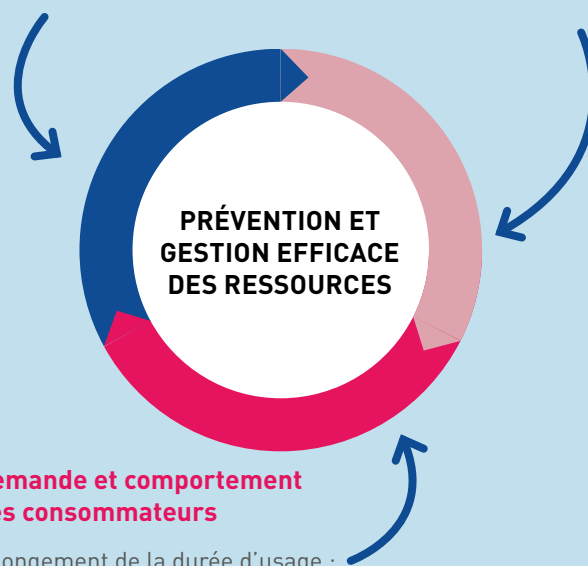 PRÉVENTION ET
GESTION EFFICACE
DES RESSOURCES
emande et comportement
es consommateurs
ongement de la durée d'usage :